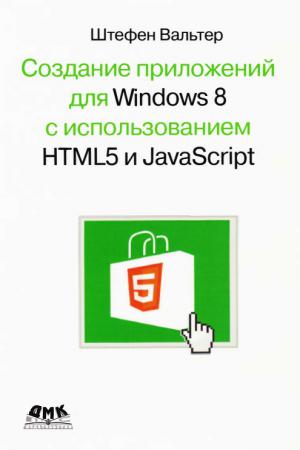 Штефен Вальтер
Создание приложений
для Windows 8
с использованием
HTML5 и JavaScript
5
ДМК